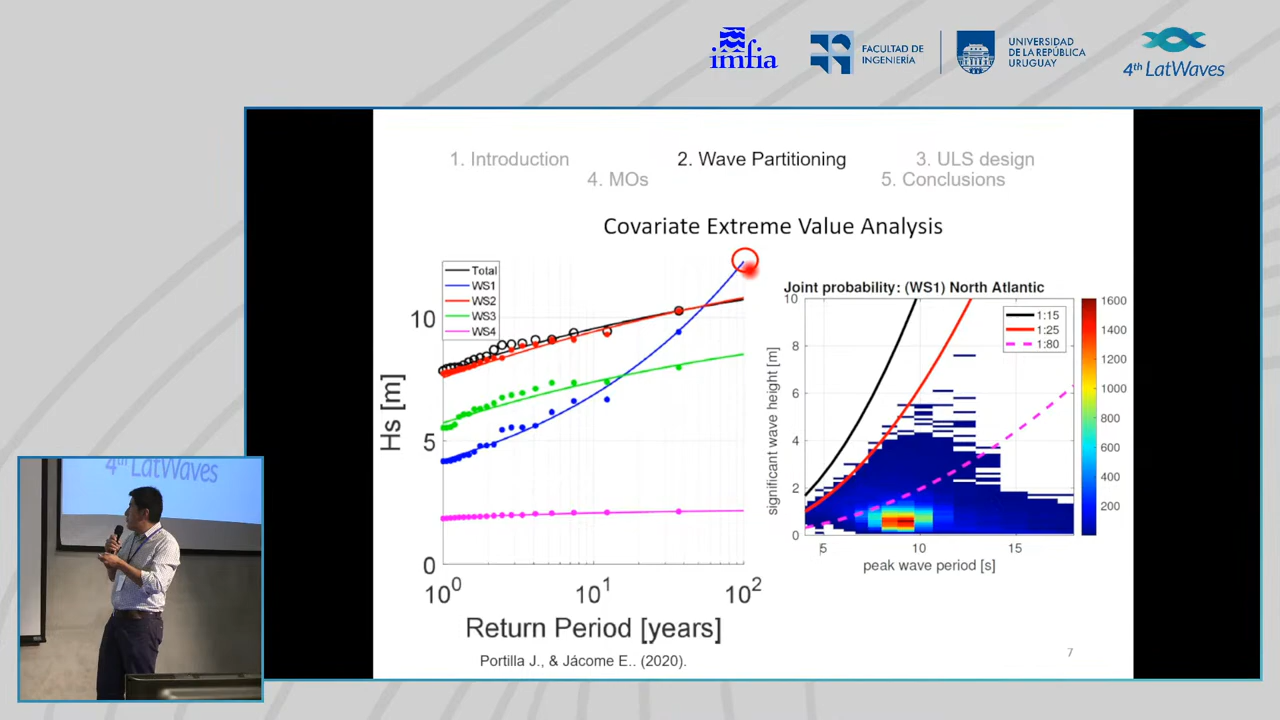 imfia
FACULTAD DE
INGENIERÍA
UNIVERSIDAD
DE LA REPÚBLICA
URUGUAY
4th LatWaves
1. Introduction
2. Wave Partitioning
3. ULS design
4. MOs
5. Conclusions
Covariate Extreme Value Analysis
Total
WS1
WS2
WS3
WS4
10
5
0
Hs [m]
10^0
10^1
10^2
Return Period [years]
Joint probability: (WS1) North Atlantic
1:15
1:25
1:80
10
8
6
4
2
0
significant wave height [m]
5
10
15
peak wave period [s]
1600
1400
1200
1000
800
600
400
200
Portilla J., & Jácome E.. (2020).
7
4th LatWaves